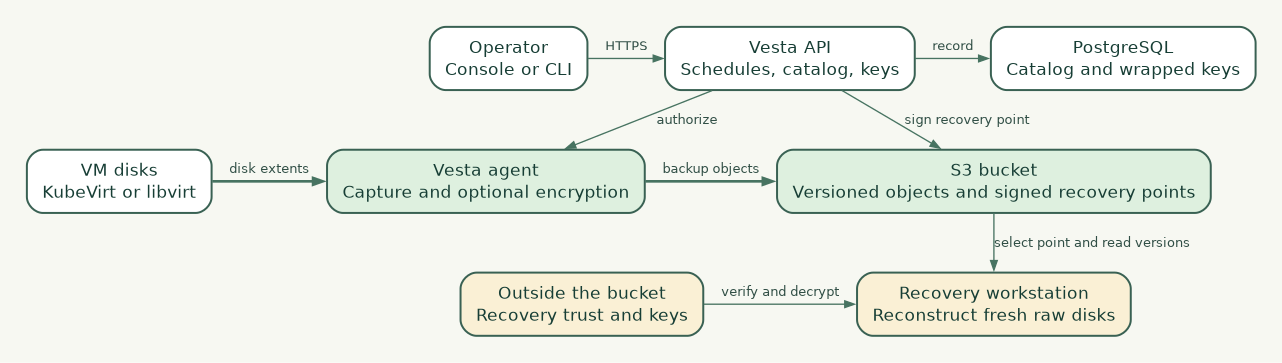 Operator
Console or CLI
HTTPS
Vesta API
Schedules, catalog, keys
record
PostgreSQL
Catalog and wrapped keys
authorize
sign recovery point
VM disks
KubeVirt or libvirt
disk extents
Vesta agent
Capture and optional encryption
backup objects
S3 bucket
Versioned objects and signed recovery points
select point and read versions
Outside the bucket
Recovery trust and keys
verify and decrypt
Recovery workstation
Reconstruct fresh raw disks